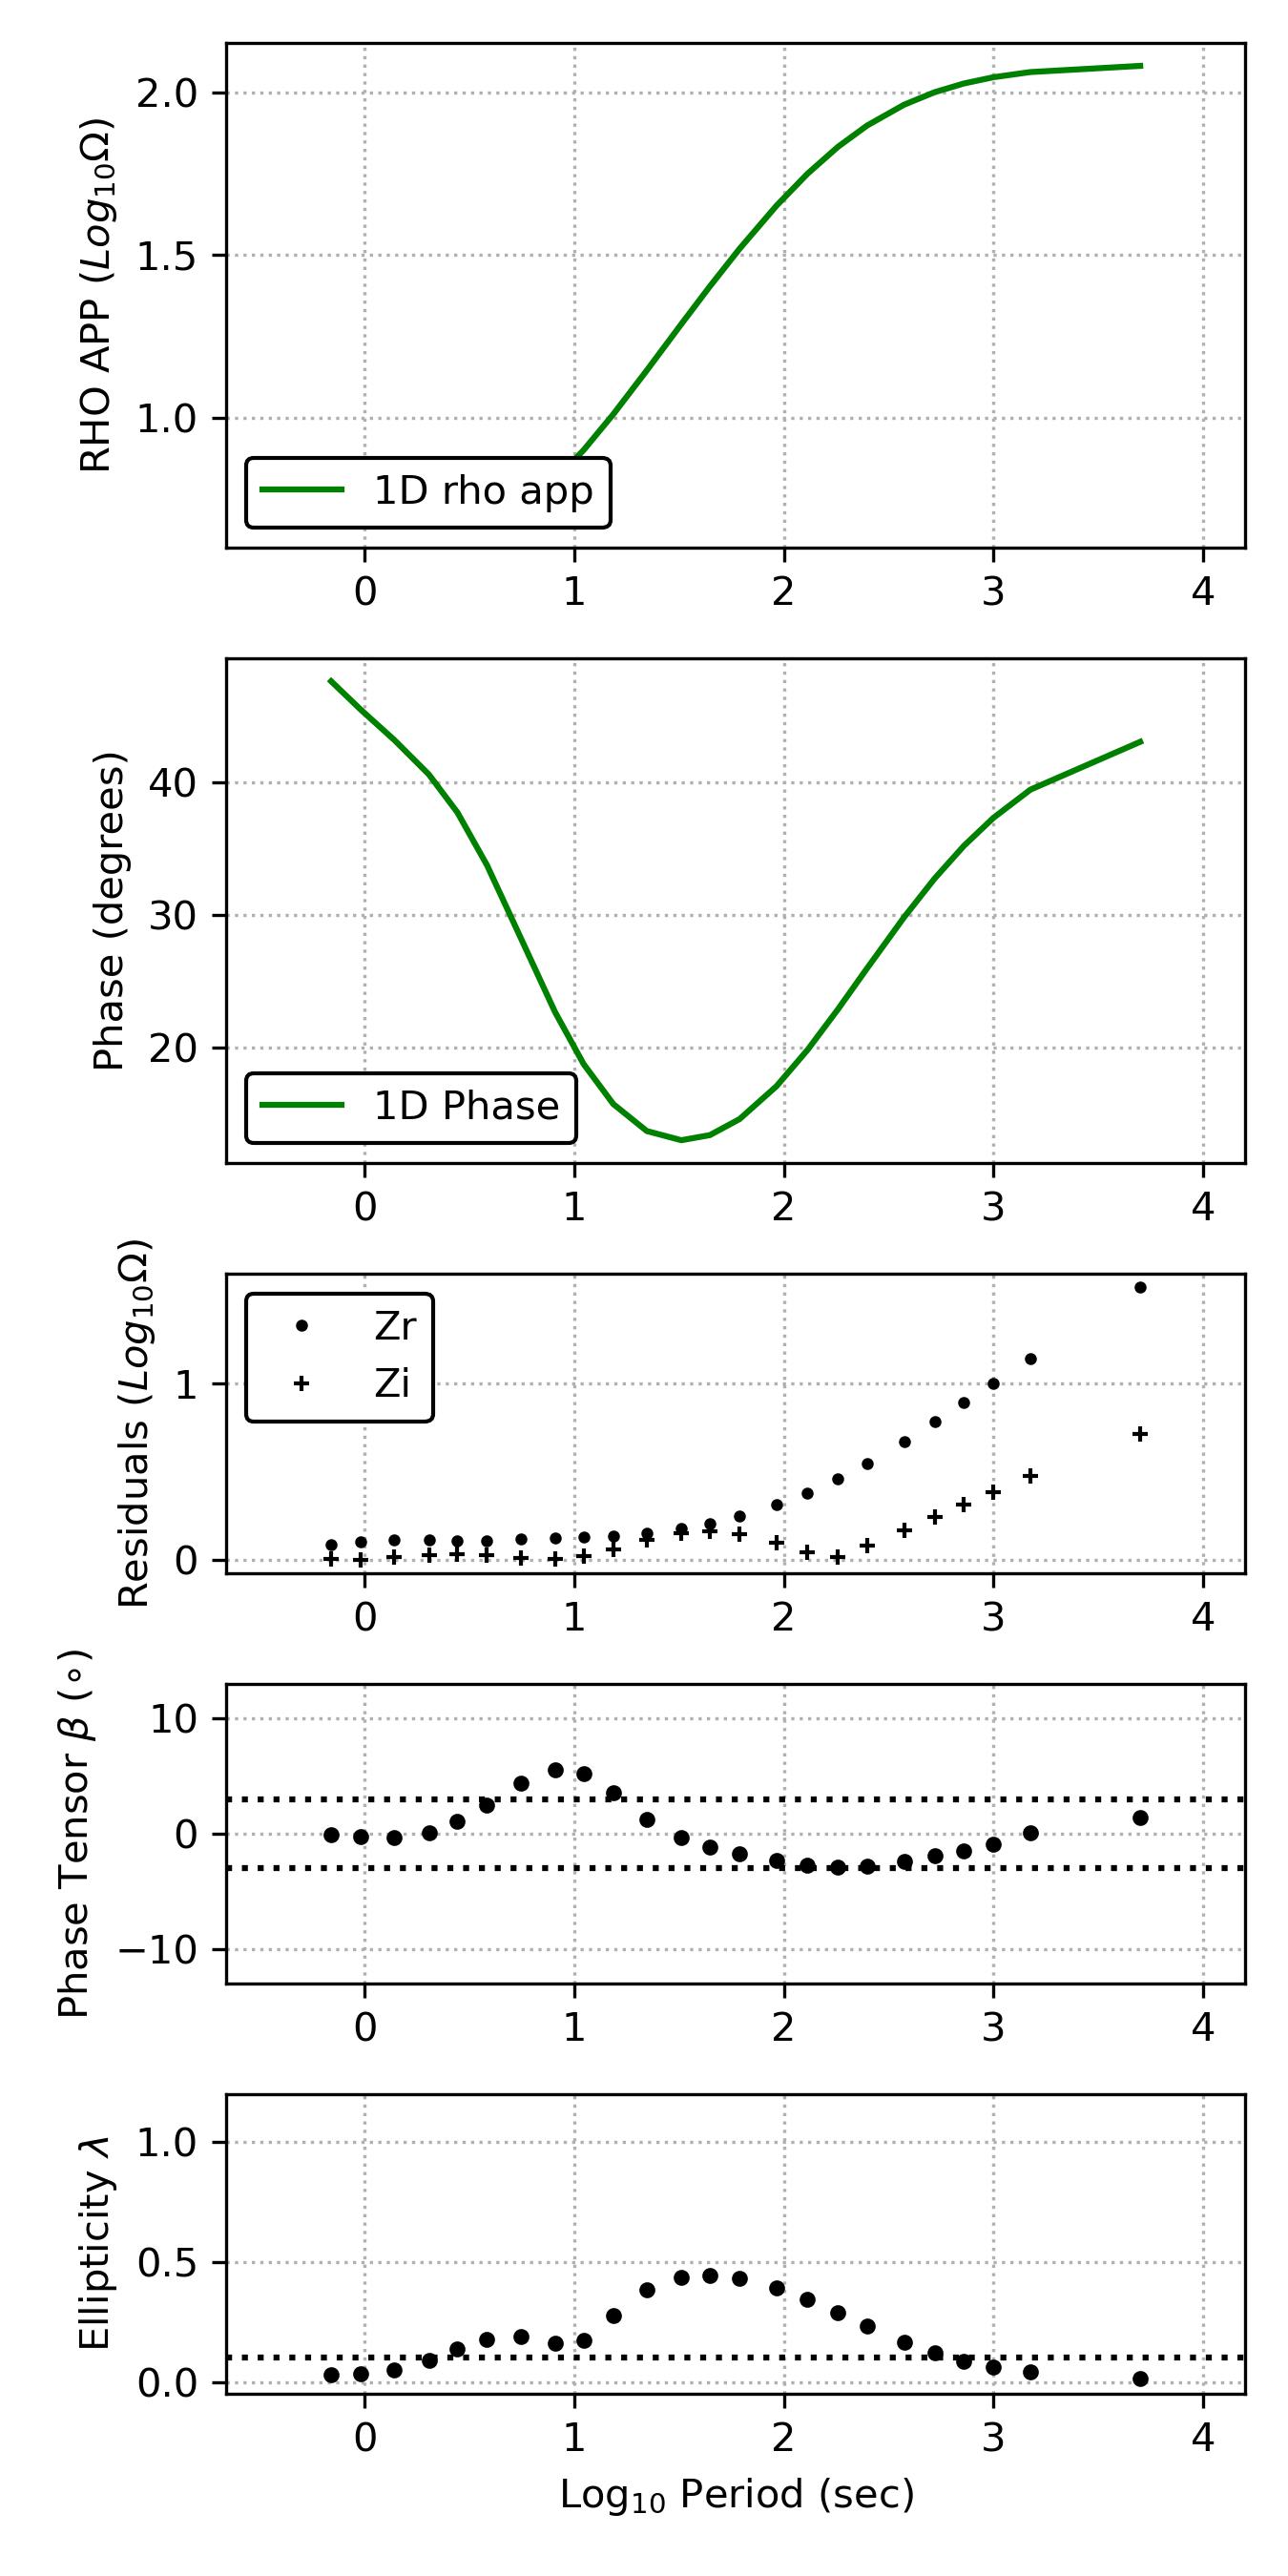 RHO APP (Log₁₀Ω)
2.0
1.5
1.0
1D rho app
0 1 2 3 4
Phase (degrees)
40
30
20
1D Phase
0 1 2 3 4
Residuals (Log₁₀Ω)
1
0
Zr
Zi
0 1 2 3 4
Phase Tensor β (∘)
10
0
−10
0 1 2 3 4
Ellipticity λ
1.0
0.5
0.0
0 1 2 3 4
Log₁₀ Period (sec)